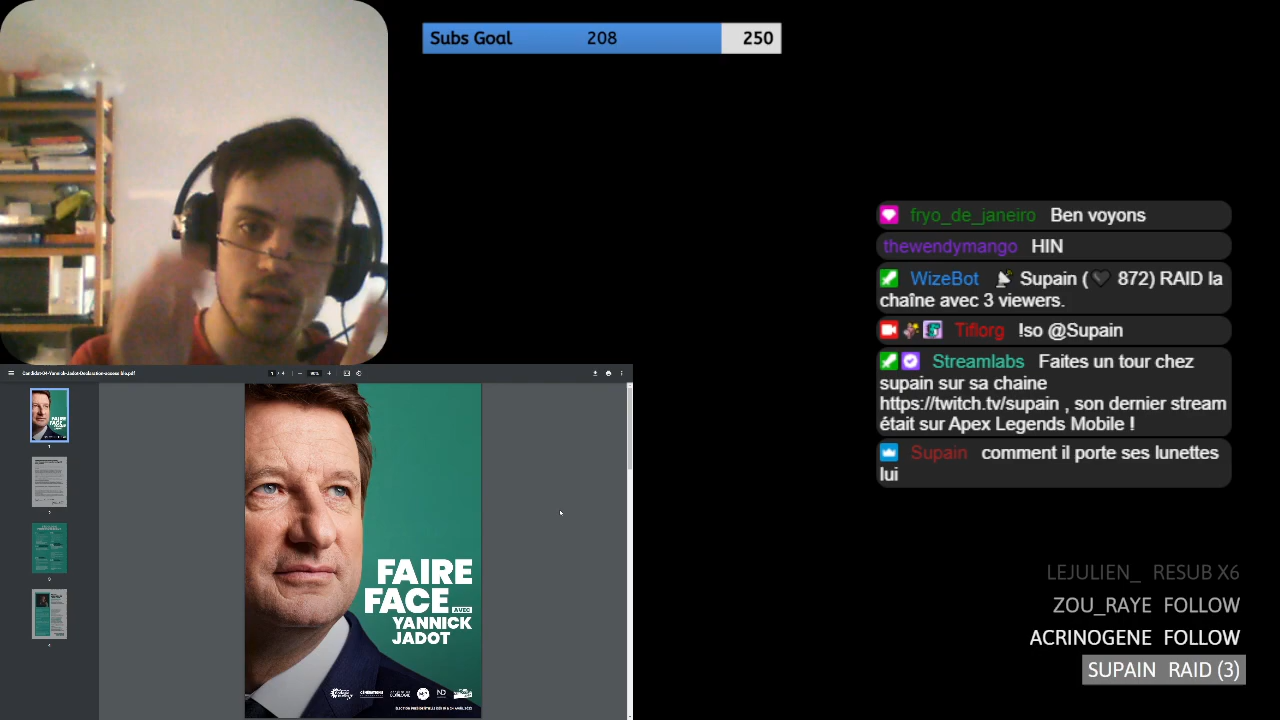 Subs Goal 208 250
fryo_de_janeiro Ben voyons
thewendymango HIN
WizeBot Supain ( 872) RAID la
chaîne avec 3 viewers.
Tiflorg !so @Supain
Streamlabs Faites un tour chez
supain sur sa chaine
https://twitch.tv/supain , son dernier stream
était sur Apex Legends Mobile !
Supain comment il porte ses lunettes
lui
LEJULIEN_ RESUB X6
ZOU_RAYE FOLLOW
ACRINOGENE FOLLOW
SUPAIN RAID (3)
FAIRE
FACE AVEC
YANNICK
JADOT
GÉNÉRATIONS
ND